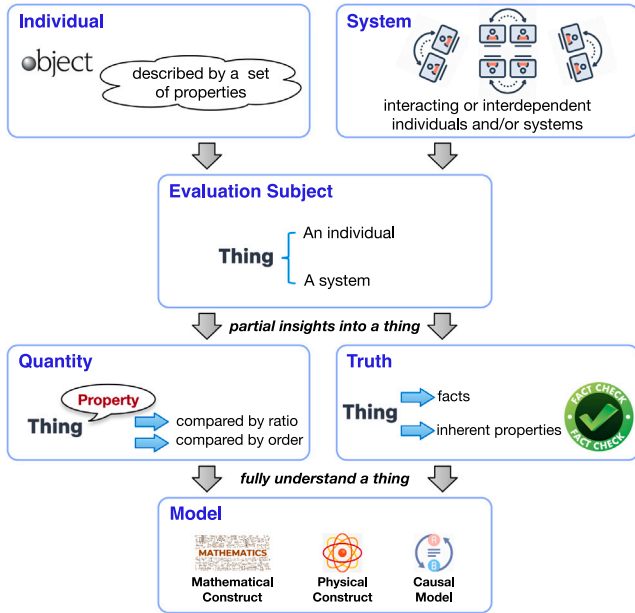 Individual
object
described by a set
of properties
System
interacting or interdependent
individuals and/or systems
Evaluation Subject
Thing
An individual
A system
partial insights into a thing
Quantity
Property
Thing
compared by ratio
compared by order
Truth
Thing
facts
inherent properties
FACT CHECK
FACT CHECK
fully understand a thing
Model
MATHEMATICS
Mathematical
Construct
Physical
Construct
Causal
Model